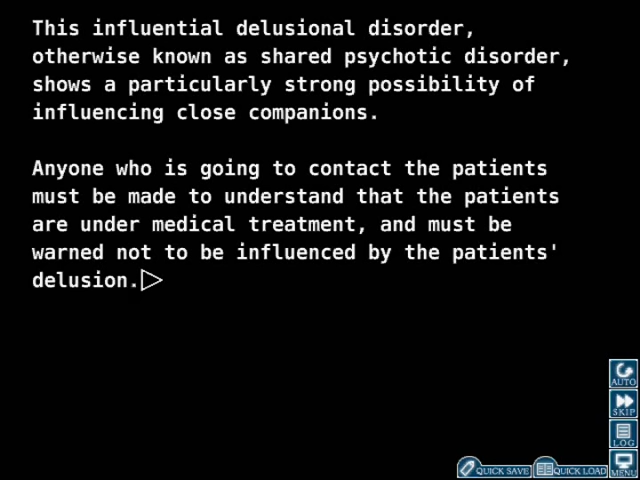 This influential delusional disorder,
otherwise known as shared psychotic disorder,
shows a particularly strong possibility of
influencing close companions.
Anyone who is going to contact the patients
must be made to understand that the patients
are under medical treatment, and must be
warned not to be influenced by the patients'
delusion.
AUTO
SKIP
LOG
QUICK SAVE
QUICK LOAD
MENU